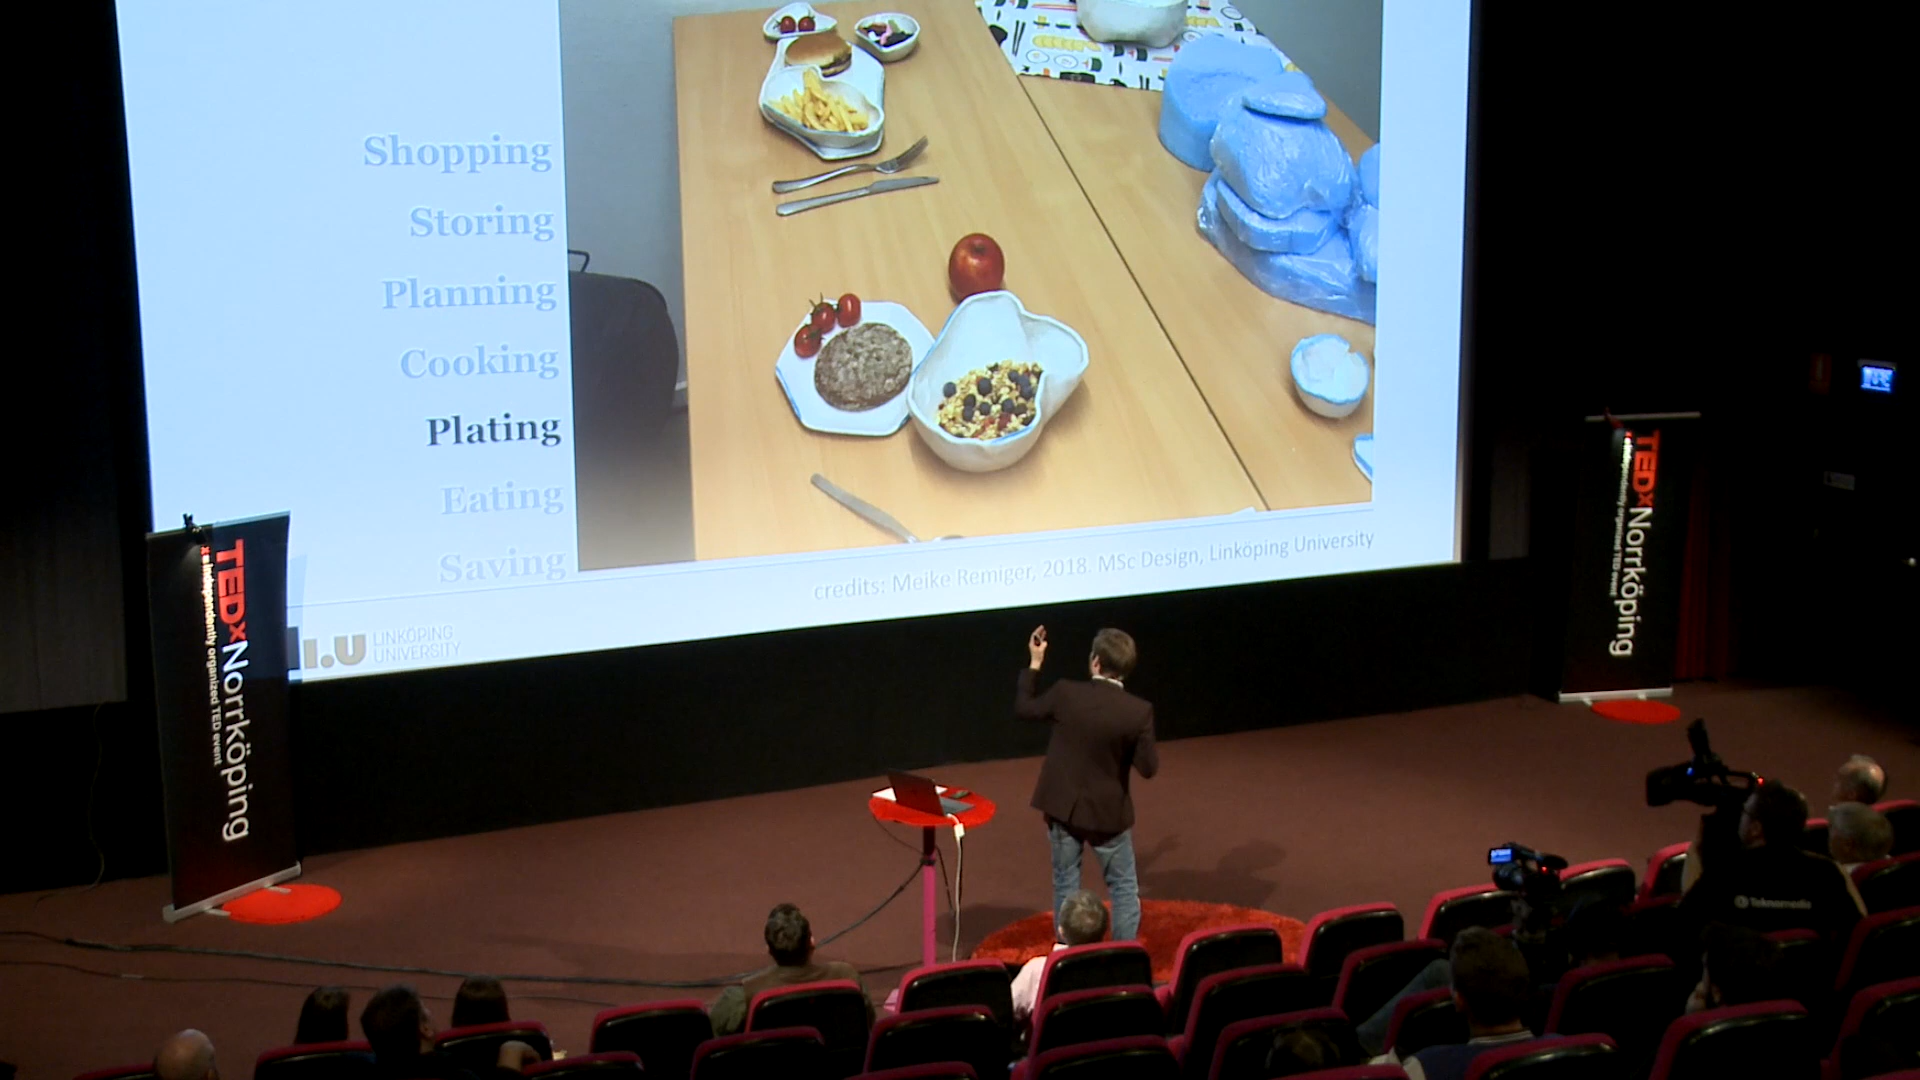 Shopping
Storing
Planning
Cooking
Plating
Eating
Saving
credits: Meike Remiger, 2018. MSc Design, Linköping University
LINKÖPING
UNIVERSITY
TEDxNorrköping
x = independently organized TED event
TEDxNorrköping
x = independently organized TED event
Teknomedia